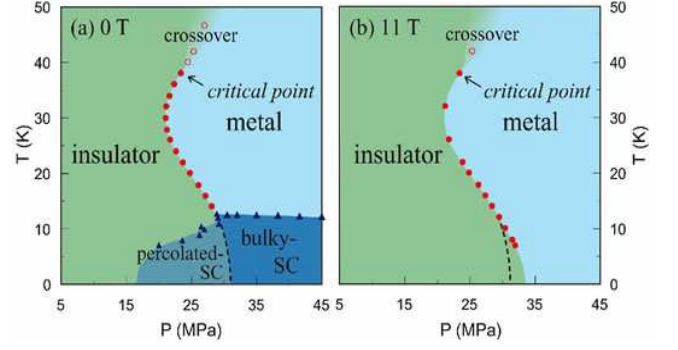 (a) 0 T
crossover
critical point
metal
insulator
percolated-
SC
bulky-
SC
50
40
30
20
10
0
T (K)
5
15
25
35
45
P (MPa)
(b) 11 T
crossover
critical point
metal
insulator
50
40
30
20
10
0
T (K)
5
15
25
35
45
P (MPa)